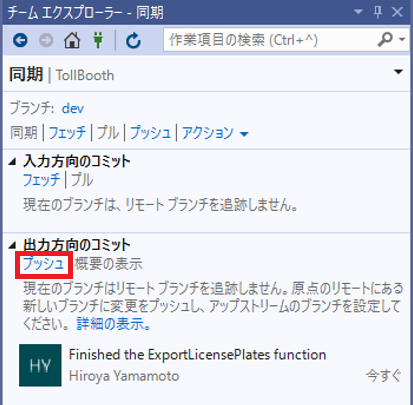 チーム エクスプローラー - 同期
作業項目の検索 (Ctrl+^)
同期 | TollBooth
ブランチ: dev
同期 | フェッチ | プル | プッシュ | アクション
入力方向のコミット
フェッチ | プル
現在のブランチは、リモート ブランチを追跡しません。
出力方向のコミット
プッシュ 概要の表示
現在のブランチはリモート ブランチを追跡しません。原点のリモートにある
新しいブランチに変更をプッシュし、アップストリームのブランチを設定して
ください。 詳細の表示。
HY
Finished the ExportLicensePlates function
Hiroya Yamamoto 今すぐ